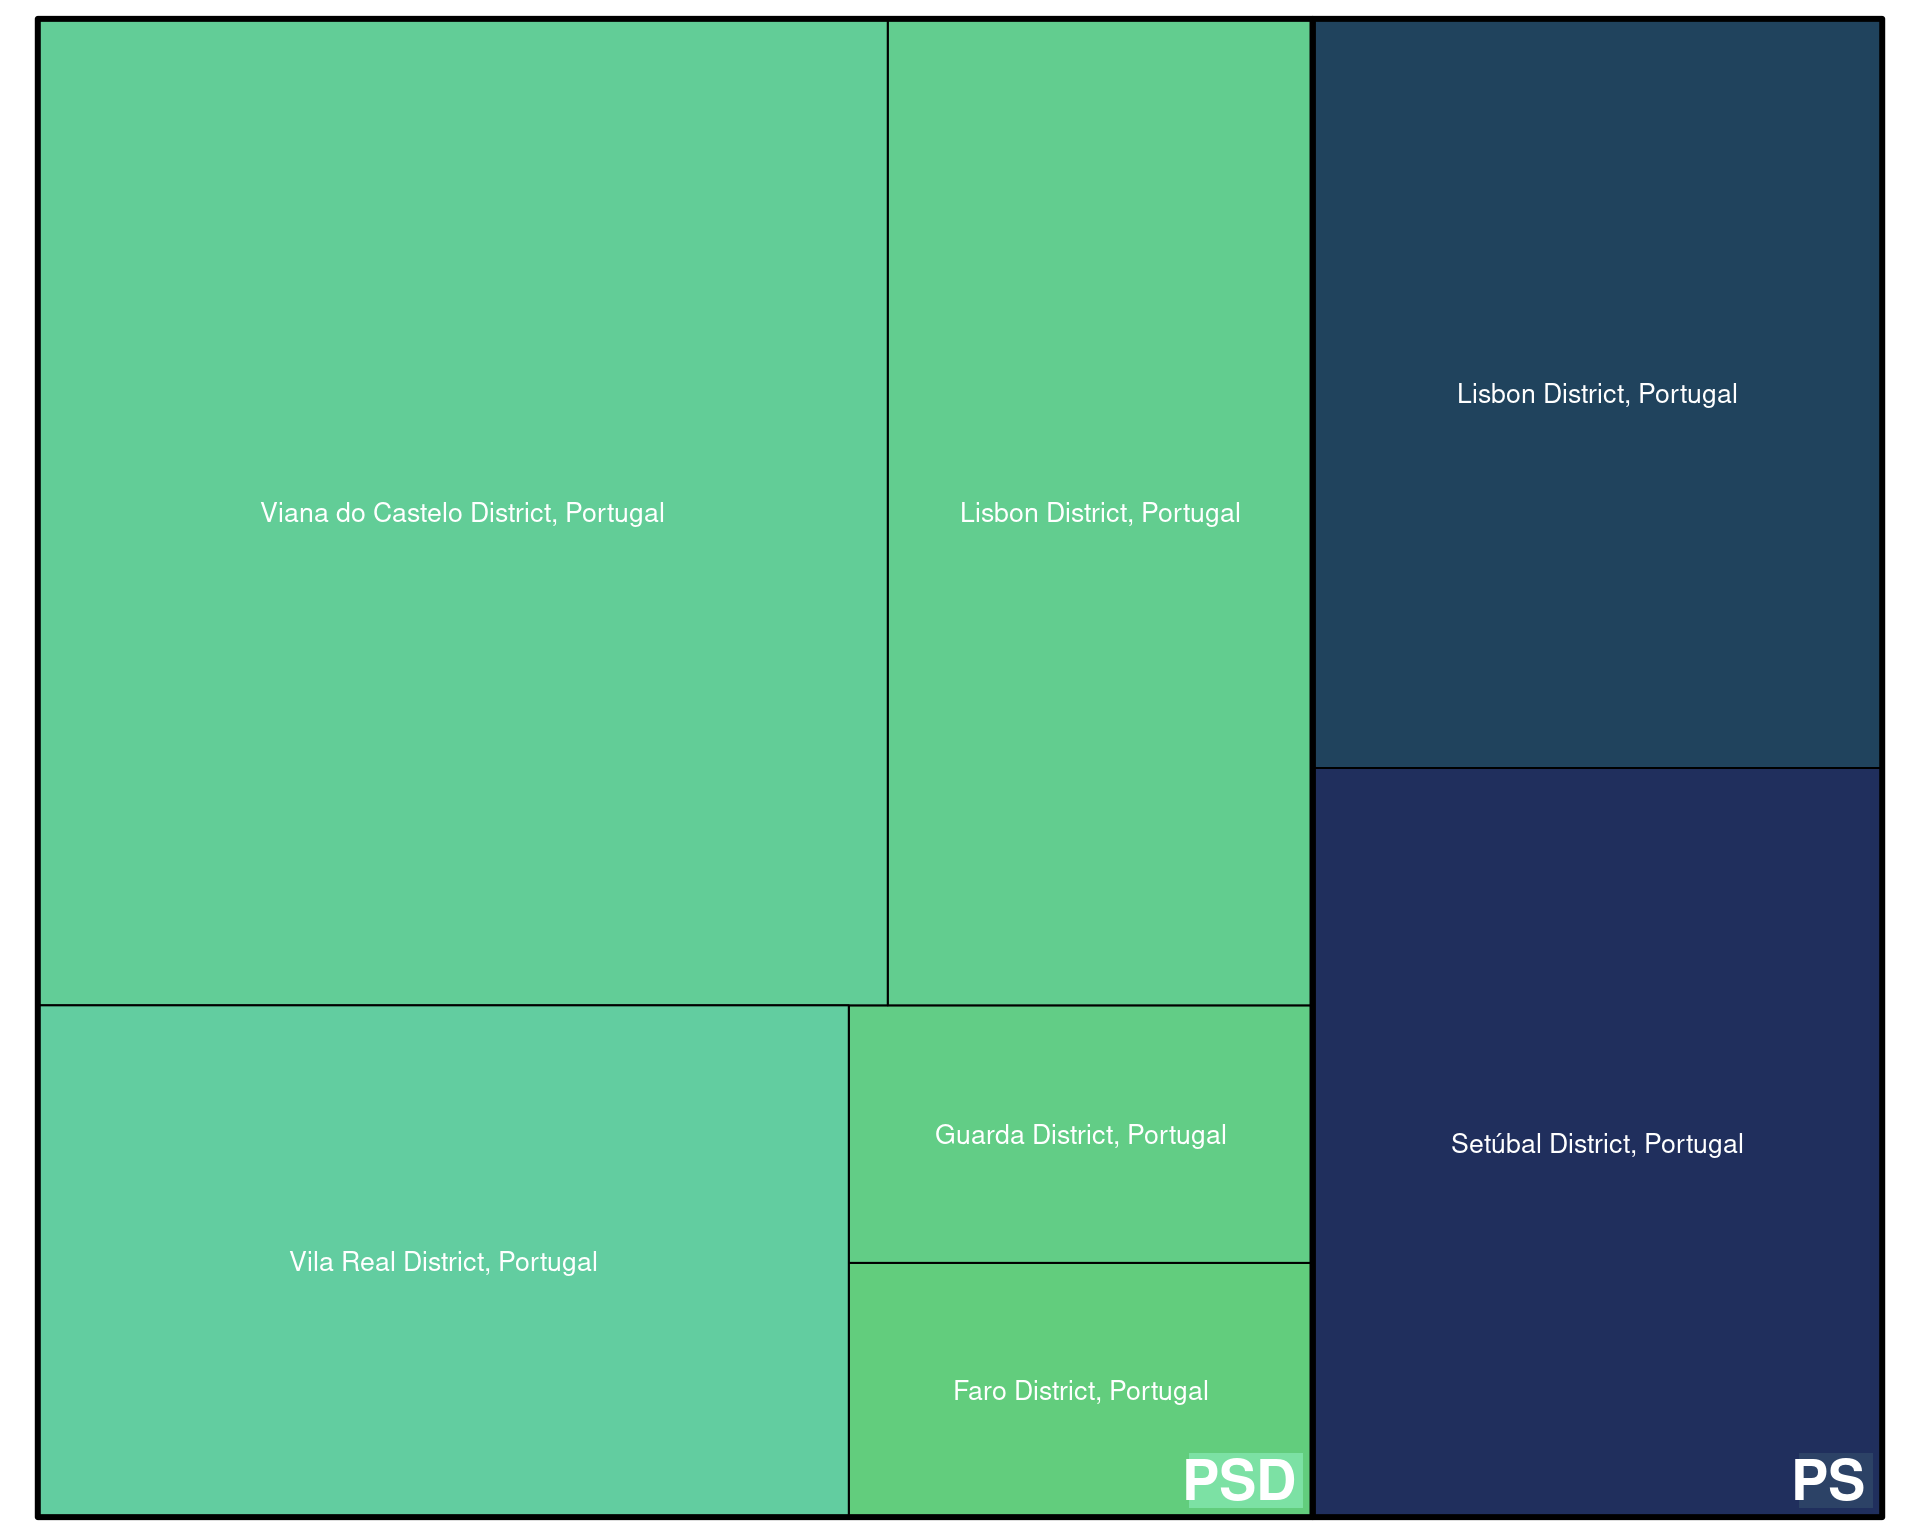 Viana do Castelo District, Portugal
Lisbon District, Portugal
Vila Real District, Portugal
Guarda District, Portugal
Faro District, Portugal
PSD
Lisbon District, Portugal
Setúbal District, Portugal
PS